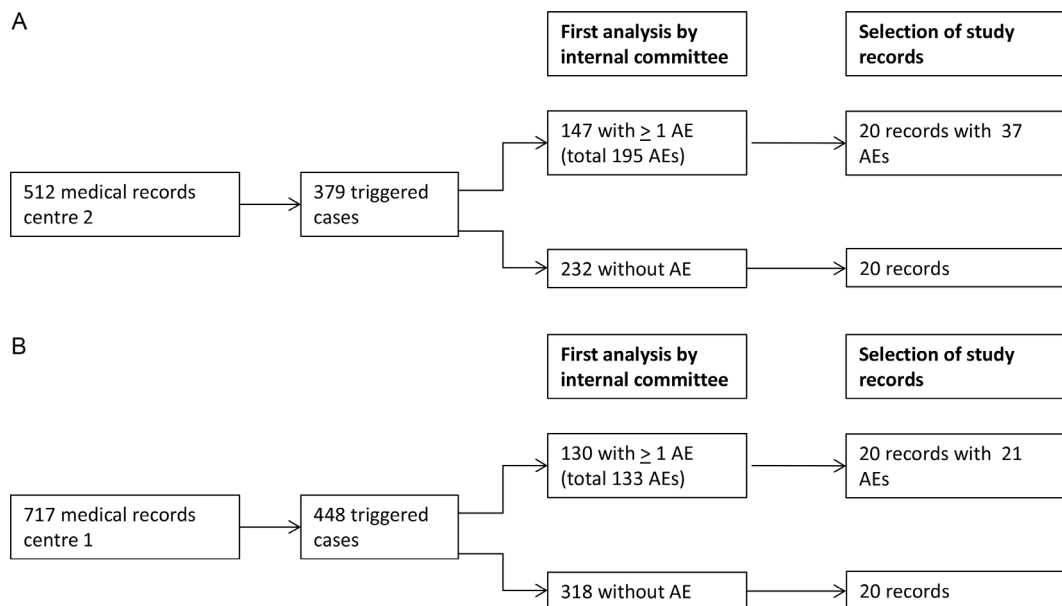 A
First analysis by
internal committee
Selection of study
records
147 with ≥ 1 AE
(total 195 AEs)
20 records with 37
AEs
512 medical records
centre 2
379 triggered
cases
232 without AE
20 records
B
First analysis by
internal committee
Selection of study
records
130 with ≥ 1 AE
(total 133 AEs)
20 records with 21
AEs
717 medical records
centre 1
448 triggered
cases
318 without AE
20 records